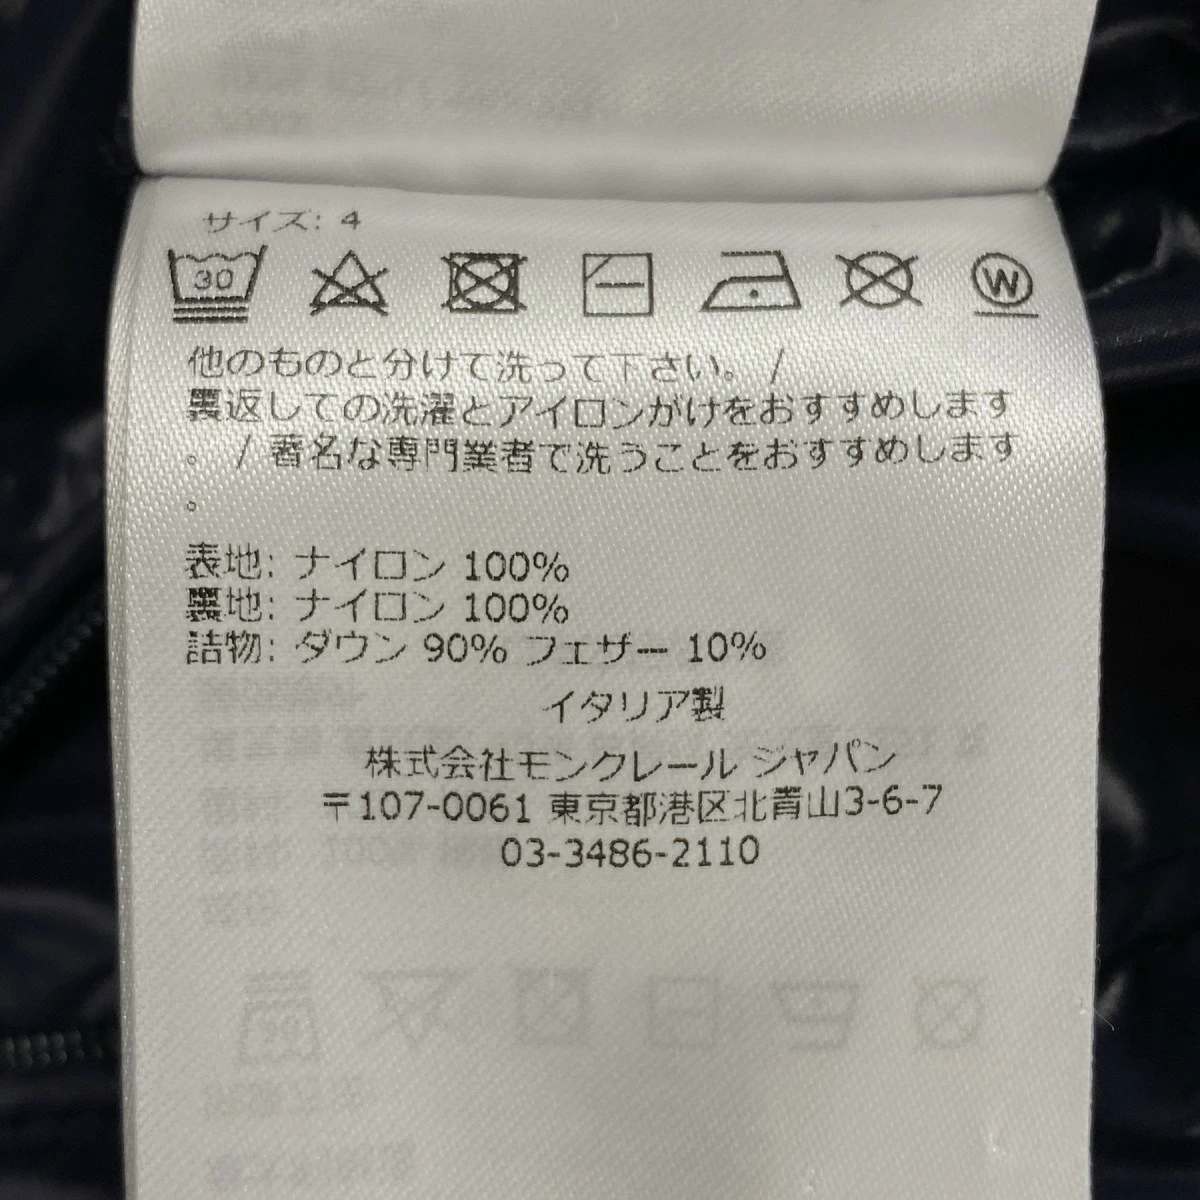 サイズ: 4
30
W
他のものと分けて洗って下さい。 /
裏返しての洗濯とアイロンがけをおすすめします
。 / 著名な専門業者で洗うことをおすすめします
。
表地: ナイロン 100%
裏地: ナイロン 100%
詰物: ダウン 90% フェザー 10%
イタリア製
株式会社モンクレール ジャパン
〒107-0061 東京都港区北青山3-6-7
03-3486-2110